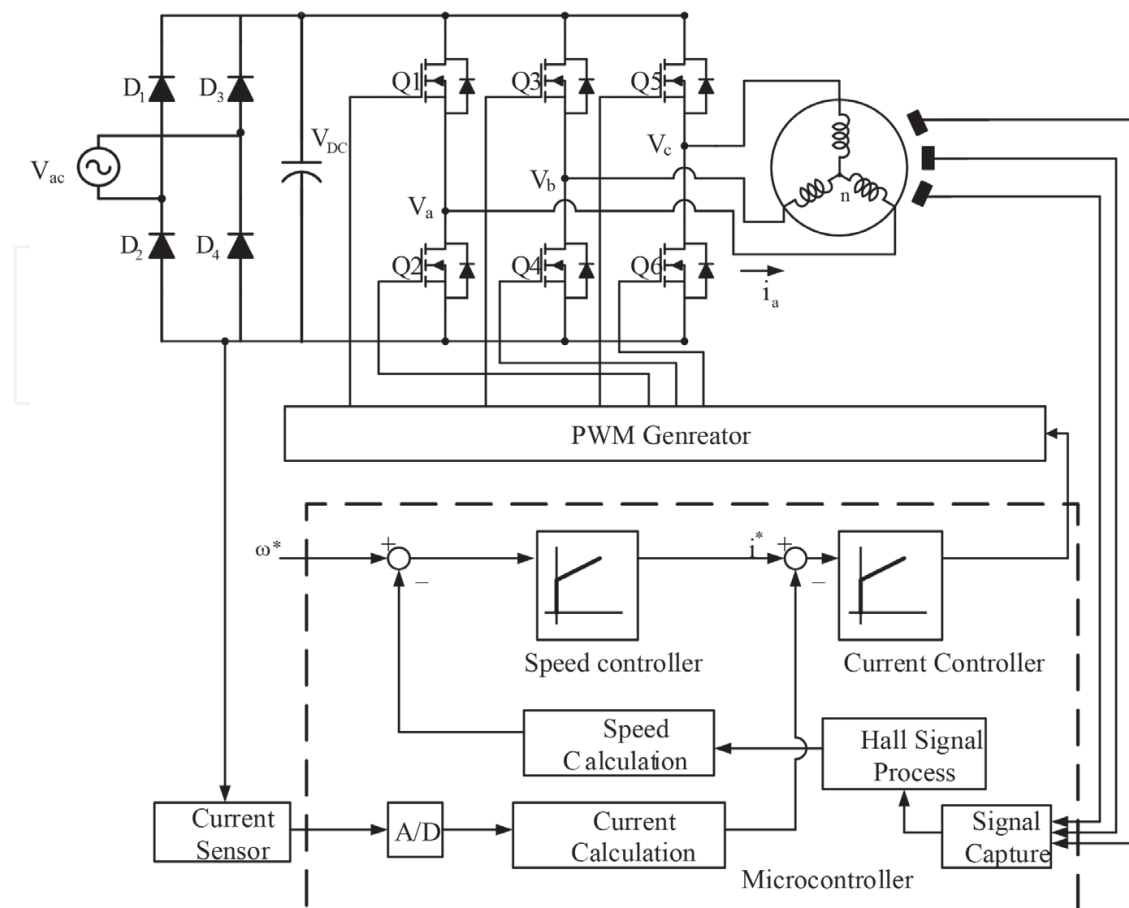 D1
D3
Q1
Q3
Q5
Vac
VDC
Vc
Vb
Va
n
D2
D4
Q2
Q4
Q6
ia
PWM Genreator
ω*
+
−
i*
+
−
Speed controller
Current Controller
Speed
Calculation
Hall Signal
Process
Current
Sensor
A/D
Current
Calculation
Signal
Capture
Microcontroller